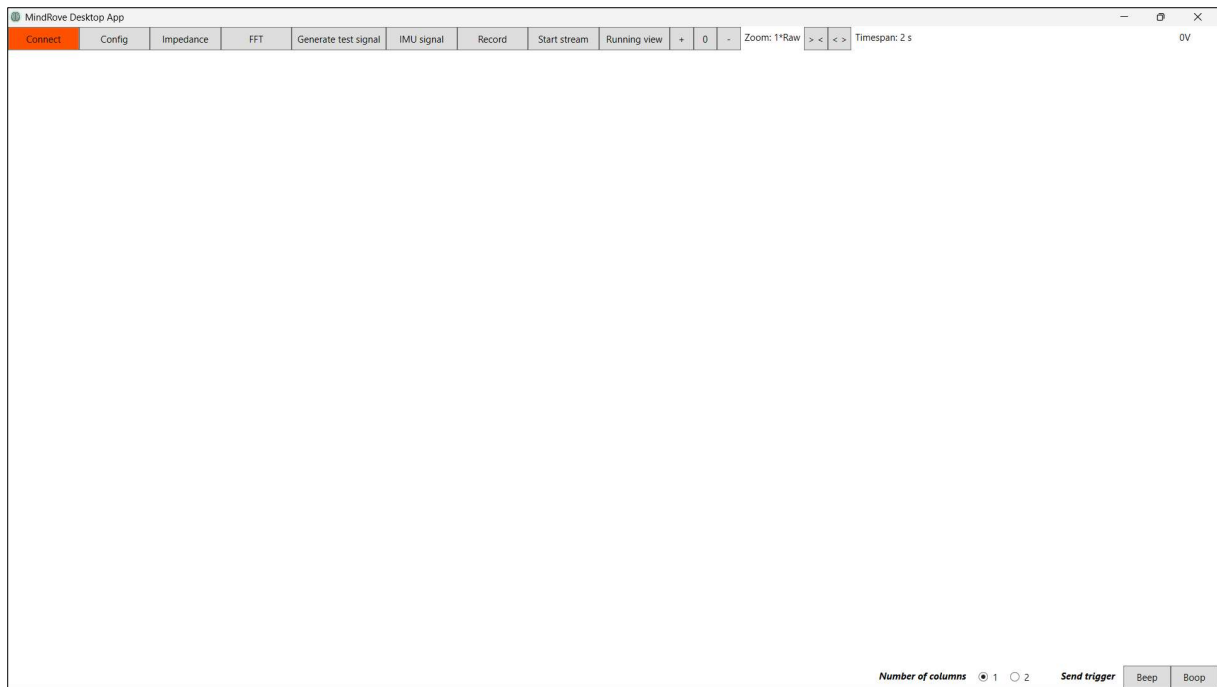 MindRove Desktop App
Connect Config Impedance FFT Generate test signal IMU signal Record Start stream Running view + 0 - Zoom: 1*Raw > < < > Timespan: 2 s 0V
Number of columns 1 2 Send trigger Beep Boop